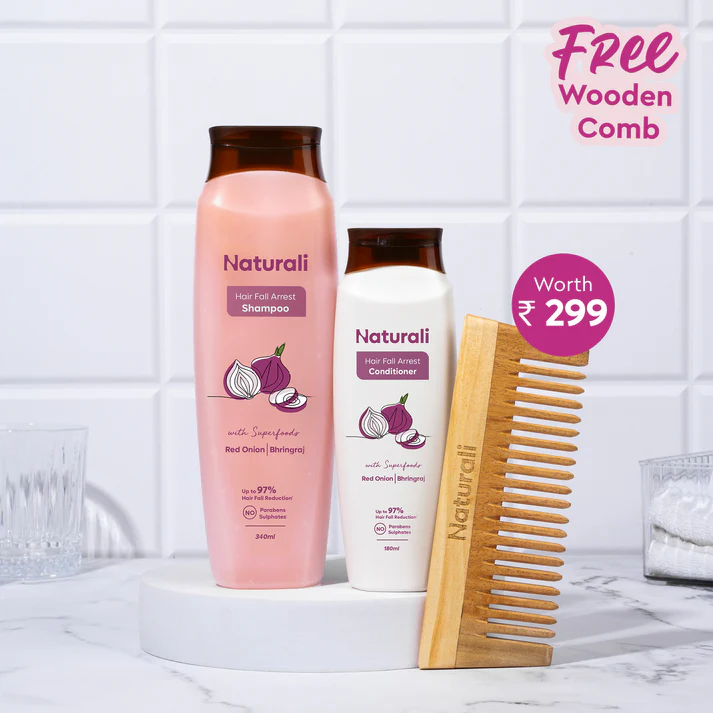 Free
Wooden
Comb
Worth
₹ 299
Naturali
Hair Fall Arrest
Shampoo
with Superfoods
Red Onion | Bhringraj
Up to 97%
Hair Fall Reduction
NO Parabens
Sulphates
340ml
Naturali
Hair Fall Arrest
Conditioner
with Superfoods
Red Onion | Bhringraj
Up to 97%
Hair Fall Reduction
NO Parabens
Sulphates
180ml
Naturali